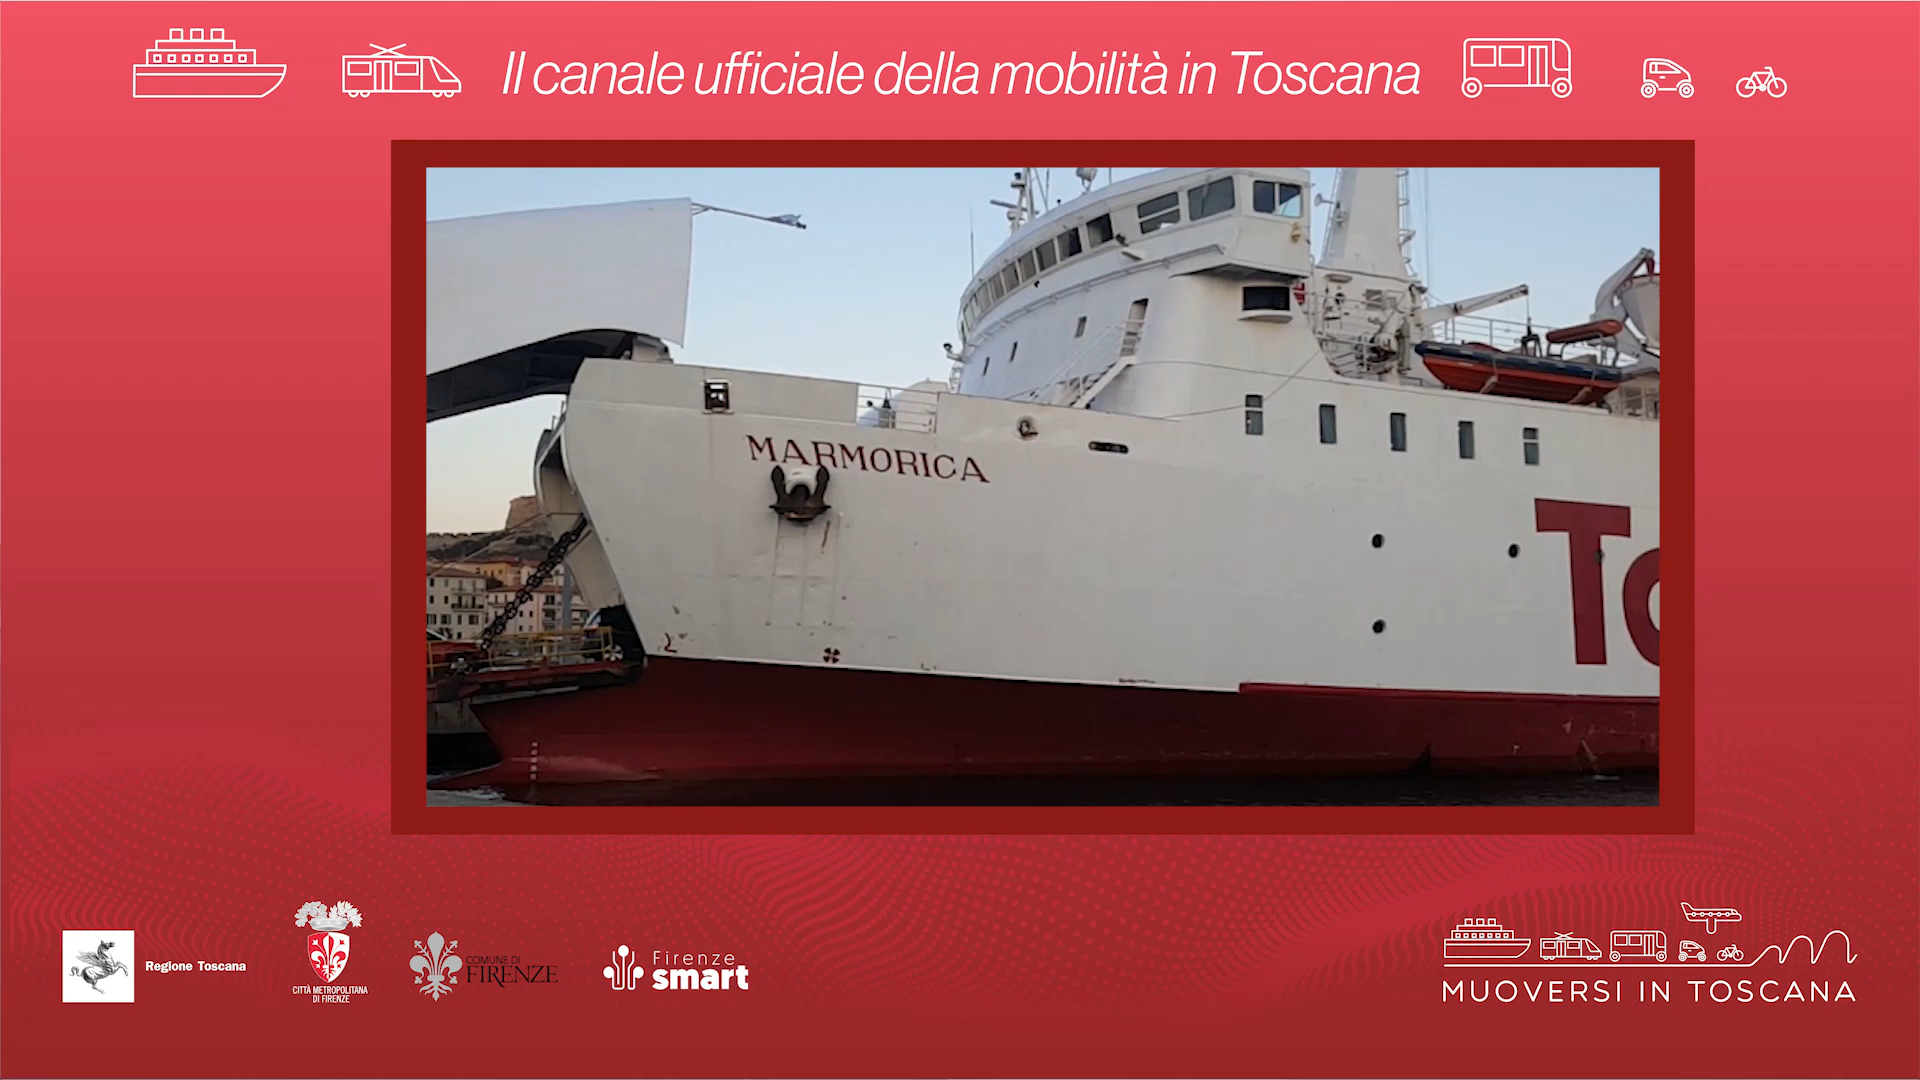 Il canale ufficiale della mobilità in Toscana
MARMORICA
To
Regione Toscana
CITTÀ METROPOLITANA
DI FIRENZE
COMUNE DI
FIRENZE
Firenze
smart
MUOVERSI IN TOSCANA